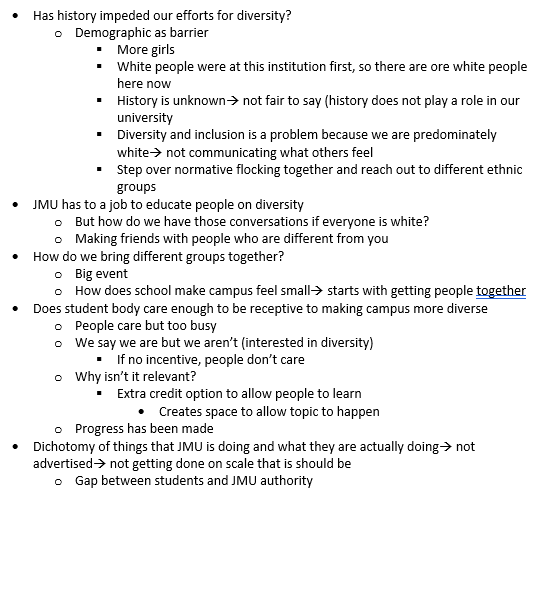 • Has history impeded our efforts for diversity?
o Demographic as barrier
▪ More girls
▪ White people were at this institution first, so there are ore white people
here now
▪ History is unknown→ not fair to say (history does not play a role in our
university
▪ Diversity and inclusion is a problem because we are predominately
white→ not communicating what others feel
▪ Step over normative flocking together and reach out to different ethnic
groups
• JMU has to a job to educate people on diversity
o But how do we have those conversations if everyone is white?
o Making friends with people who are different from you
• How do we bring different groups together?
o Big event
o How does school make campus feel small→ starts with getting people together
• Does student body care enough to be receptive to making campus more diverse
o People care but too busy
o We say we are but we aren't (interested in diversity)
▪ If no incentive, people don't care
o Why isn't it relevant?
▪ Extra credit option to allow people to learn
• Creates space to allow topic to happen
o Progress has been made
• Dichotomy of things that JMU is doing and what they are actually doing→ not
advertised→ not getting done on scale that is should be
o Gap between students and JMU authority